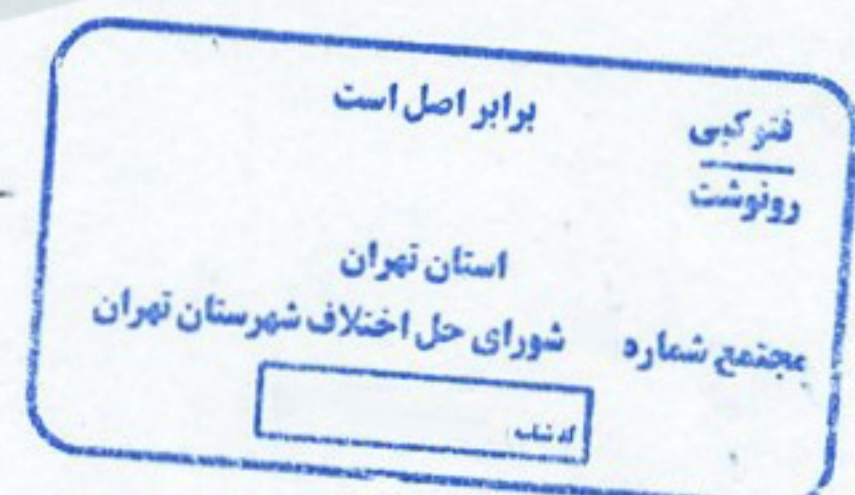 فتوکپی برابر اصل است
رونوشت
استان تهران
مجتمع شماره شورای حل اختلاف شهرستان تهران
کد شناسه :